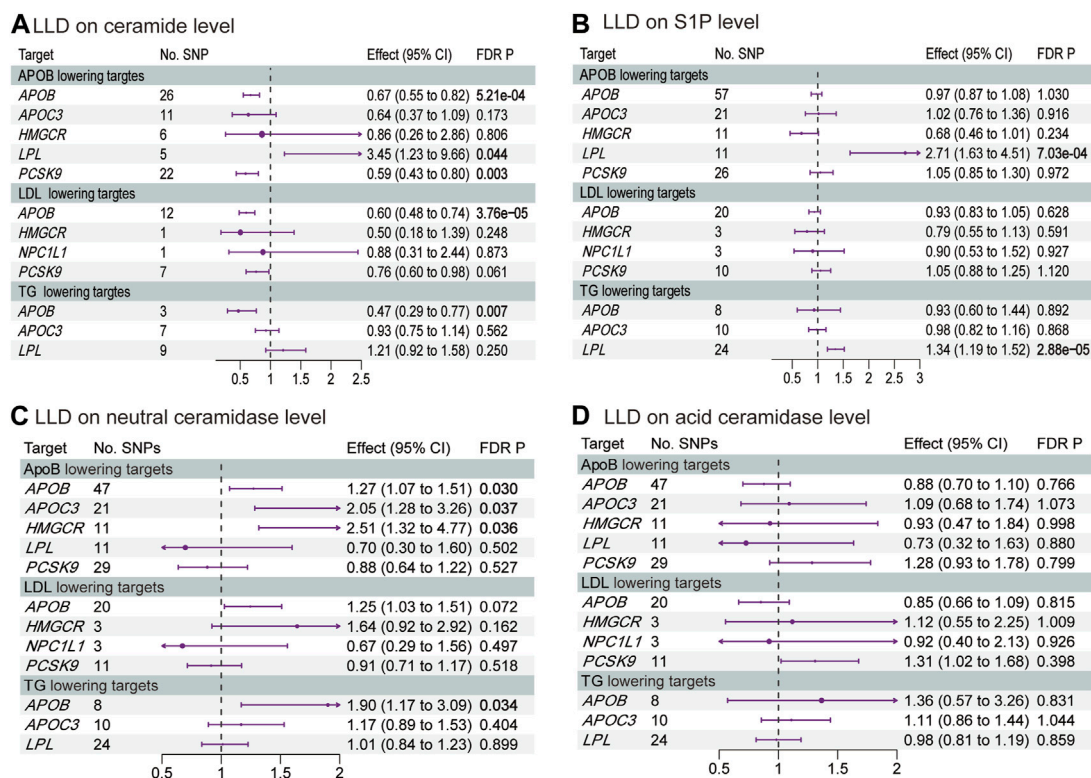 A LLD on ceramide level
Target No. SNP Effect (95% CI) FDR P
APOB lowering targtes
APOB 26 0.67 (0.55 to 0.82) 5.21e-04
APOC3 11 0.64 (0.37 to 1.09) 0.173
HMGCR 6 0.86 (0.26 to 2.86) 0.806
LPL 5 3.45 (1.23 to 9.66) 0.044
PCSK9 22 0.59 (0.43 to 0.80) 0.003
LDL lowering targtes
APOB 12 0.60 (0.48 to 0.74) 3.76e-05
HMGCR 1 0.50 (0.18 to 1.39) 0.248
NPC1L1 1 0.88 (0.31 to 2.44) 0.873
PCSK9 7 0.76 (0.60 to 0.98) 0.061
TG lowering targtes
APOB 3 0.47 (0.29 to 0.77) 0.007
APOC3 7 0.93 (0.75 to 1.14) 0.562
LPL 9 1.21 (0.92 to 1.58) 0.250
0.5 1 1.5 2 2.5
B LLD on S1P level
Target No. SNP Effect (95% CI) FDR P
APOB lowering targets
APOB 57 0.97 (0.87 to 1.08) 1.030
APOC3 21 1.02 (0.76 to 1.36) 0.916
HMGCR 11 0.68 (0.46 to 1.01) 0.234
LPL 11 2.71 (1.63 to 4.51) 7.03e-04
PCSK9 26 1.05 (0.85 to 1.30) 0.972
LDL lowering targets
APOB 20 0.93 (0.83 to 1.05) 0.628
HMGCR 3 0.79 (0.55 to 1.13) 0.591
NPC1L1 3 0.90 (0.53 to 1.52) 0.927
PCSK9 10 1.05 (0.88 to 1.25) 1.120
TG lowering targets
APOB 8 0.93 (0.60 to 1.44) 0.892
APOC3 10 0.98 (0.82 to 1.16) 0.868
LPL 24 1.34 (1.19 to 1.52) 2.88e-05
0.5 1 1.5 2 2.5 3
C LLD on neutral ceramidase level
Target No. SNPs Effect (95% CI) FDR P
ApoB lowering targets
APOB 47 1.27 (1.07 to 1.51) 0.030
APOC3 21 2.05 (1.28 to 3.26) 0.037
HMGCR 11 2.51 (1.32 to 4.77) 0.036
LPL 11 0.70 (0.30 to 1.60) 0.502
PCSK9 29 0.88 (0.64 to 1.22) 0.527
LDL lowering targets
APOB 20 1.25 (1.03 to 1.51) 0.072
HMGCR 3 1.64 (0.92 to 2.92) 0.162
NPC1L1 3 0.67 (0.29 to 1.56) 0.497
PCSK9 11 0.91 (0.71 to 1.17) 0.518
TG lowering targets
APOB 8 1.90 (1.17 to 3.09) 0.034
APOC3 10 1.17 (0.89 to 1.53) 0.404
LPL 24 1.01 (0.84 to 1.23) 0.899
0.5 1 1.5 2
D LLD on acid ceramidase level
Target No. SNPs Effect (95% CI) FDR P
ApoB lowering targets
APOB 47 0.88 (0.70 to 1.10) 0.766
APOC3 21 1.09 (0.68 to 1.74) 1.073
HMGCR 11 0.93 (0.47 to 1.84) 0.998
LPL 11 0.73 (0.32 to 1.63) 0.880
PCSK9 29 1.28 (0.93 to 1.78) 0.799
LDL lowering targets
APOB 20 0.85 (0.66 to 1.09) 0.815
HMGCR 3 1.12 (0.55 to 2.25) 1.009
NPC1L1 3 0.92 (0.40 to 2.13) 0.926
PCSK9 11 1.31 (1.02 to 1.68) 0.398
TG lowering targets
APOB 8 1.36 (0.57 to 3.26) 0.831
APOC3 10 1.11 (0.86 to 1.44) 1.044
LPL 24 0.98 (0.81 to 1.19) 0.859
0.5 1 1.5 2